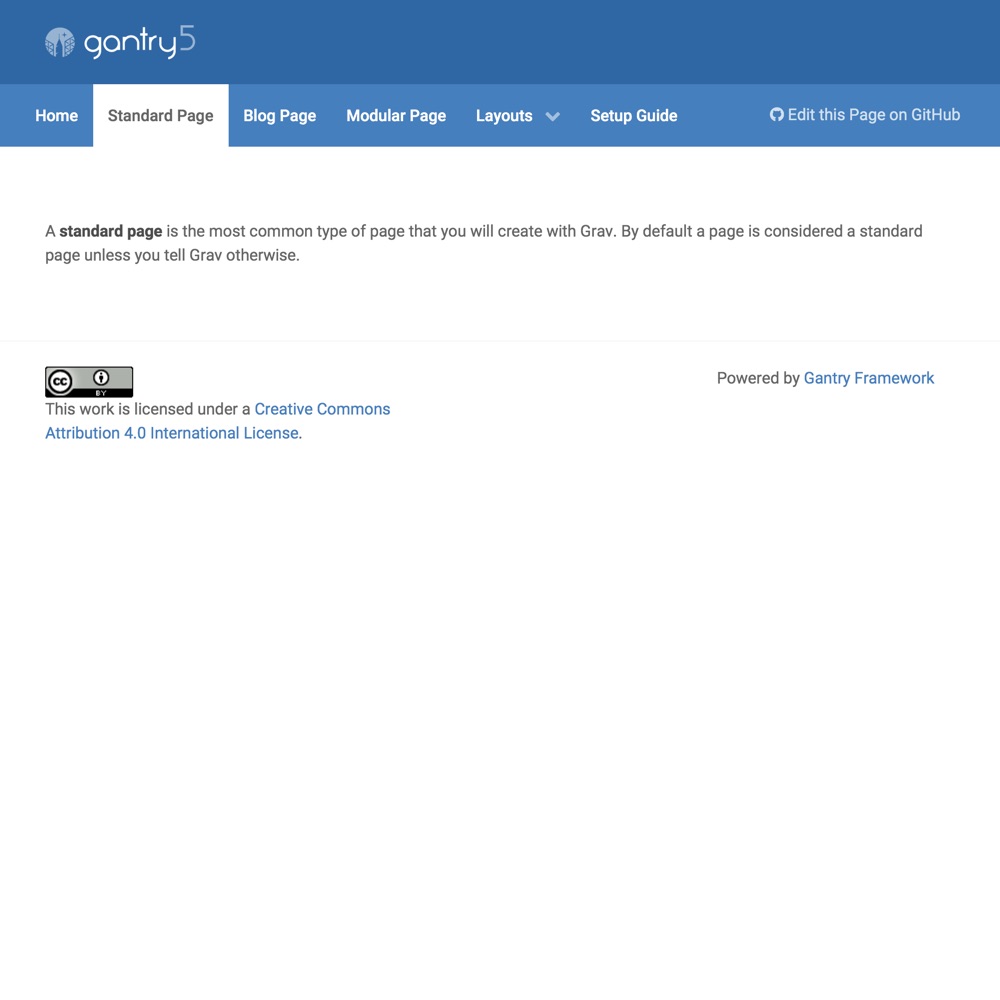 gantry5
Home Standard Page Blog Page Modular Page Layouts Setup Guide Edit this Page on GitHub
A standard page is the most common type of page that you will create with Grav. By default a page is considered a standard
page unless you tell Grav otherwise.
cc BY
Powered by Gantry Framework
This work is licensed under a Creative Commons
Attribution 4.0 International License.